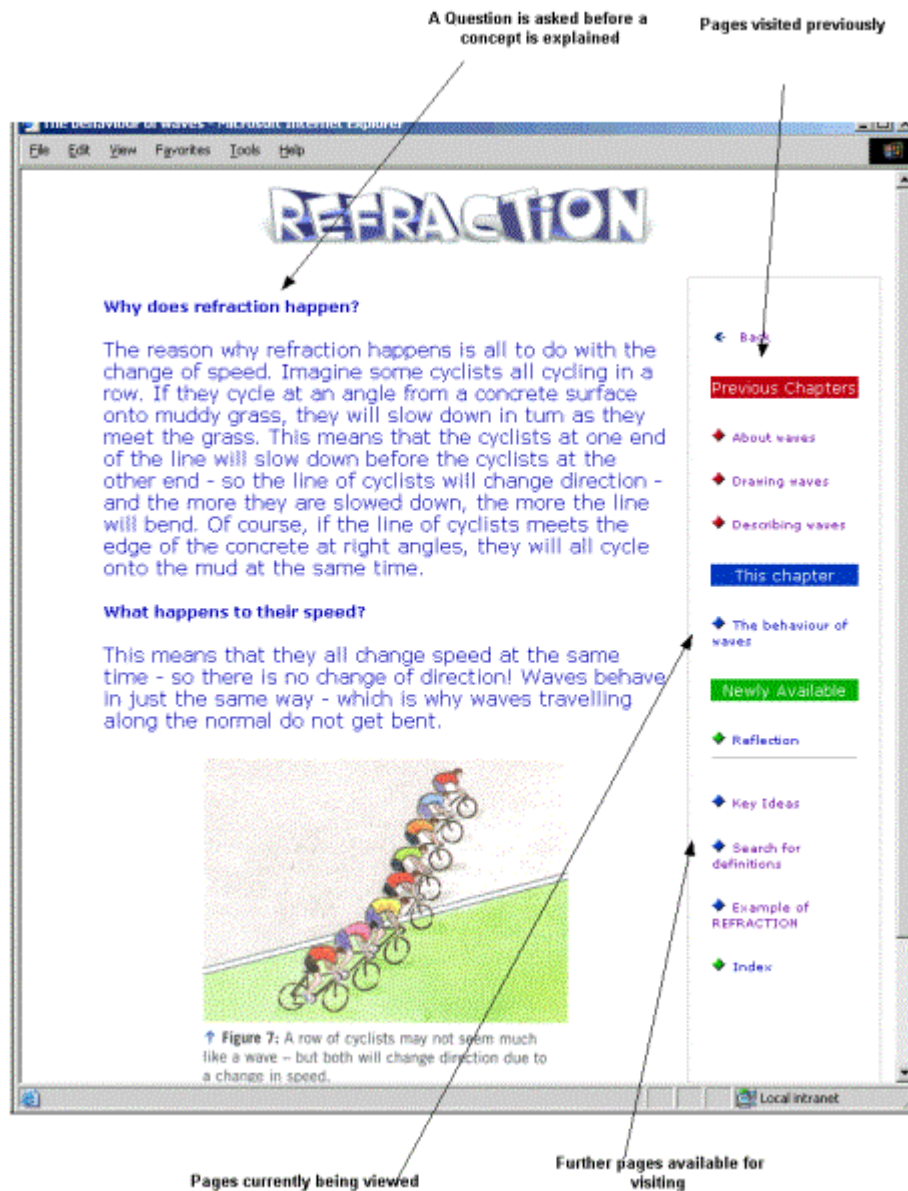 A Question is asked before a
concept is explained
Pages visited previously
The behaviour of waves - Microsoft Internet Explorer
File Edit View Favorites Tools Help
REFRACTiON
Why does refraction happen?
The reason why refraction happens is all to do with the
change of speed. Imagine some cyclists all cycling in a
row. If they cycle at an angle from a concrete surface
onto muddy grass, they will slow down in turn as they
meet the grass. This means that the cyclists at one end
of the line will slow down before the cyclists at the
other end - so the line of cyclists will change direction -
and the more they are slowed down, the more the line
will bend. Of course, if the line of cyclists meets the
edge of the concrete at right angles, they will all cycle
onto the mud at the same time.
What happens to their speed?
This means that they all change speed at the same
time - so there is no change of direction! Waves behave
in just the same way - which is why waves travelling
along the normal do not get bent.
↑ Figure 7: A row of cyclists may not seem much
like a wave – but both will change direction due to
a change in speed.
Back
Previous Chapters
About waves
Drawing waves
Describing waves
This chapter
The behaviour of
waves
Newly Available
Reflection
Key Ideas
Search for
definitions
Example of
REFRACTION
Index
Local intranet
Pages currently being viewed
Further pages available for
visiting